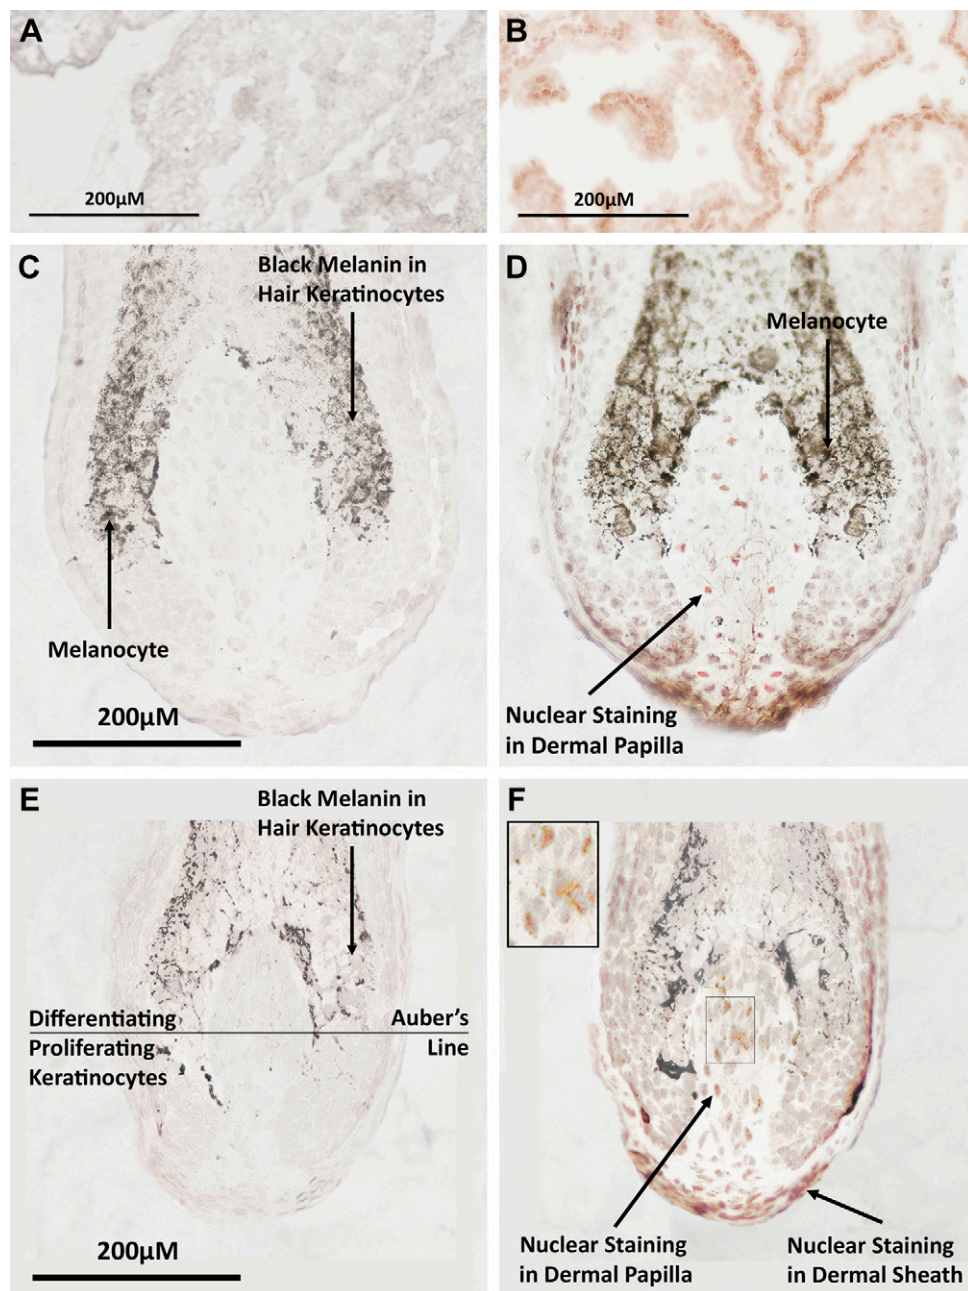 A
200μM
B
200μM
C
Black Melanin in
Hair Keratinocytes
Melanocyte
200μM
D
Melanocyte
Nuclear Staining
in Dermal Papilla
E
Black Melanin in
Hair Keratinocytes
Differentiating
Proliferating
Keratinocytes
Auber's
Line
200μM
F
Nuclear Staining
in Dermal Papilla
Nuclear Staining
in Dermal Sheath